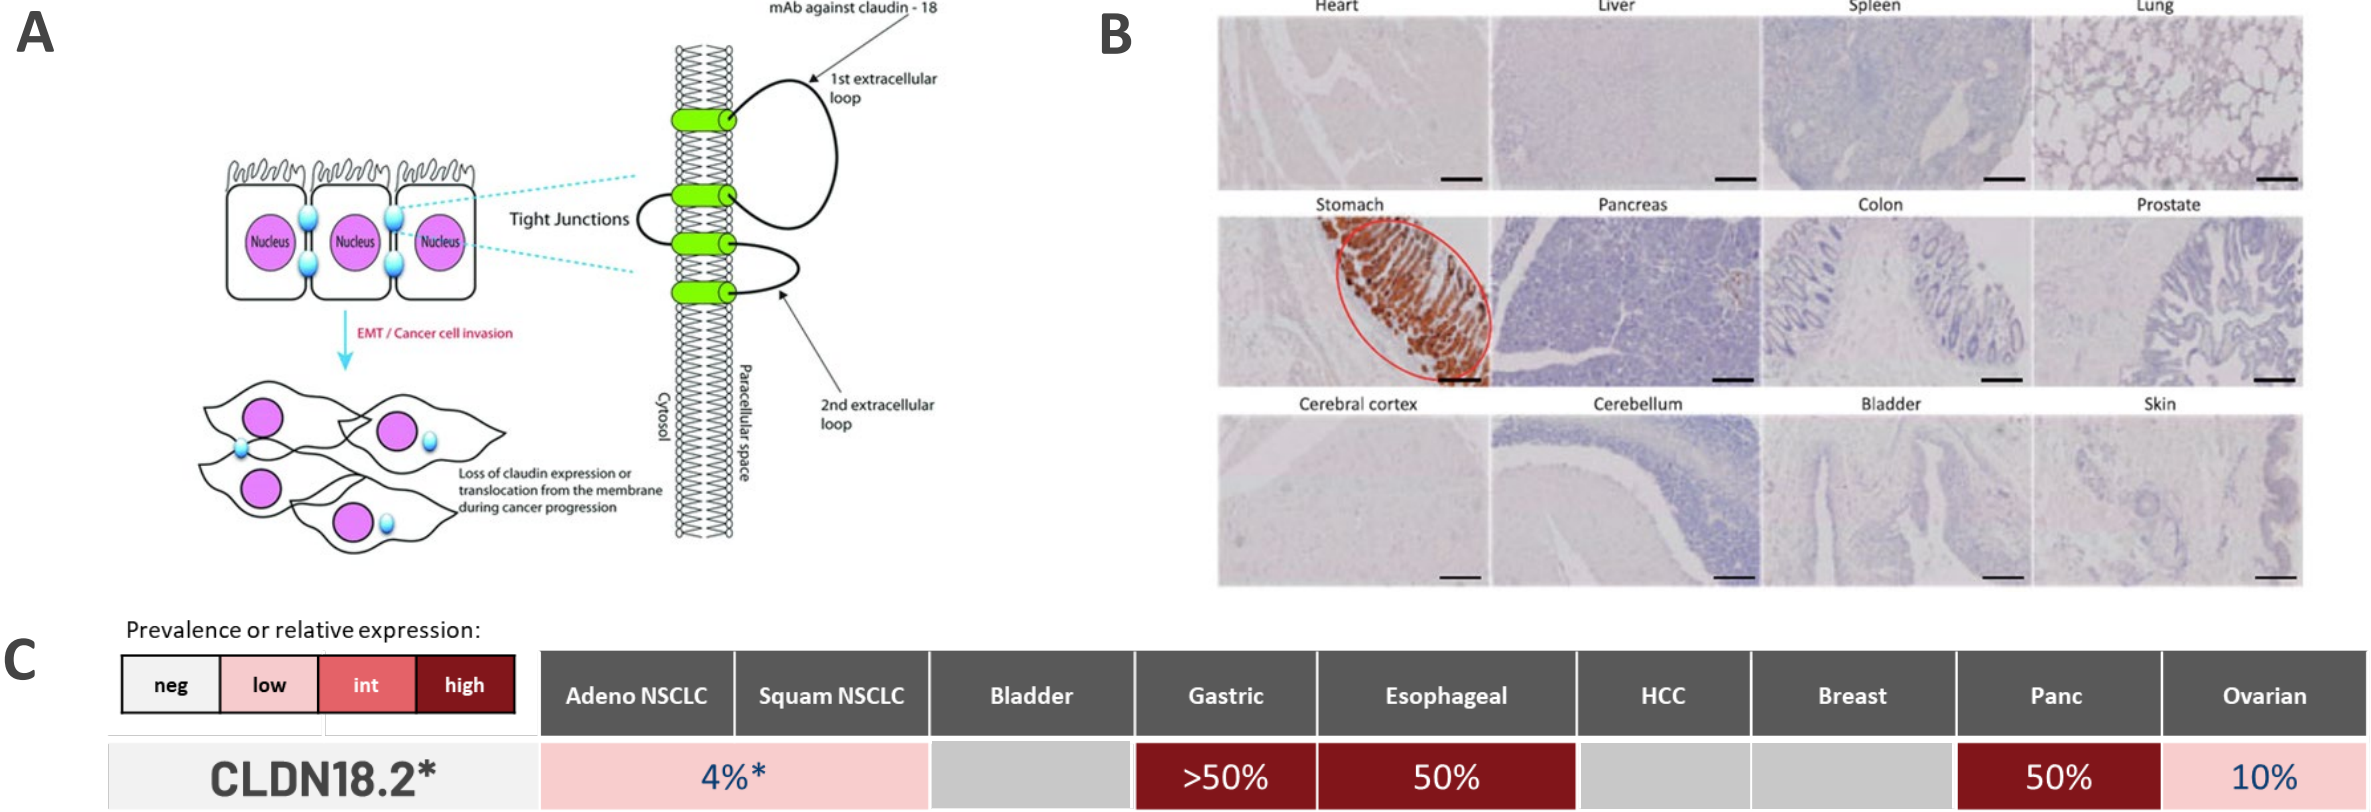 A
mAb against claudin - 18
1st extracellular
loop
Tight Junctions
Nucleus
Nucleus
Nucleus
EMT / Cancer cell invasion
Loss of claudin expression or
translocation from the membrane
during cancer progression
Cytosol
Paracellular space
2nd extracellular
loop
B
Heart
Liver
Spleen
Lung
Stomach
Pancreas
Colon
Prostate
Cerebral cortex
Cerebellum
Bladder
Skin
C
Prevalence or relative expression:
neg
low
int
high
Adeno NSCLC
Squam NSCLC
Bladder
Gastric
Esophageal
HCC
Breast
Panc
Ovarian
CLDN18.2*
4%*
>50%
50%
50%
10%